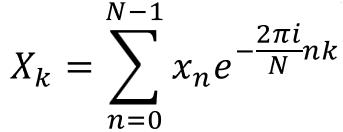 X_k = \sum_{n=0}^{N-1} x_n e^{-\frac{2\pi i}{N} nk}